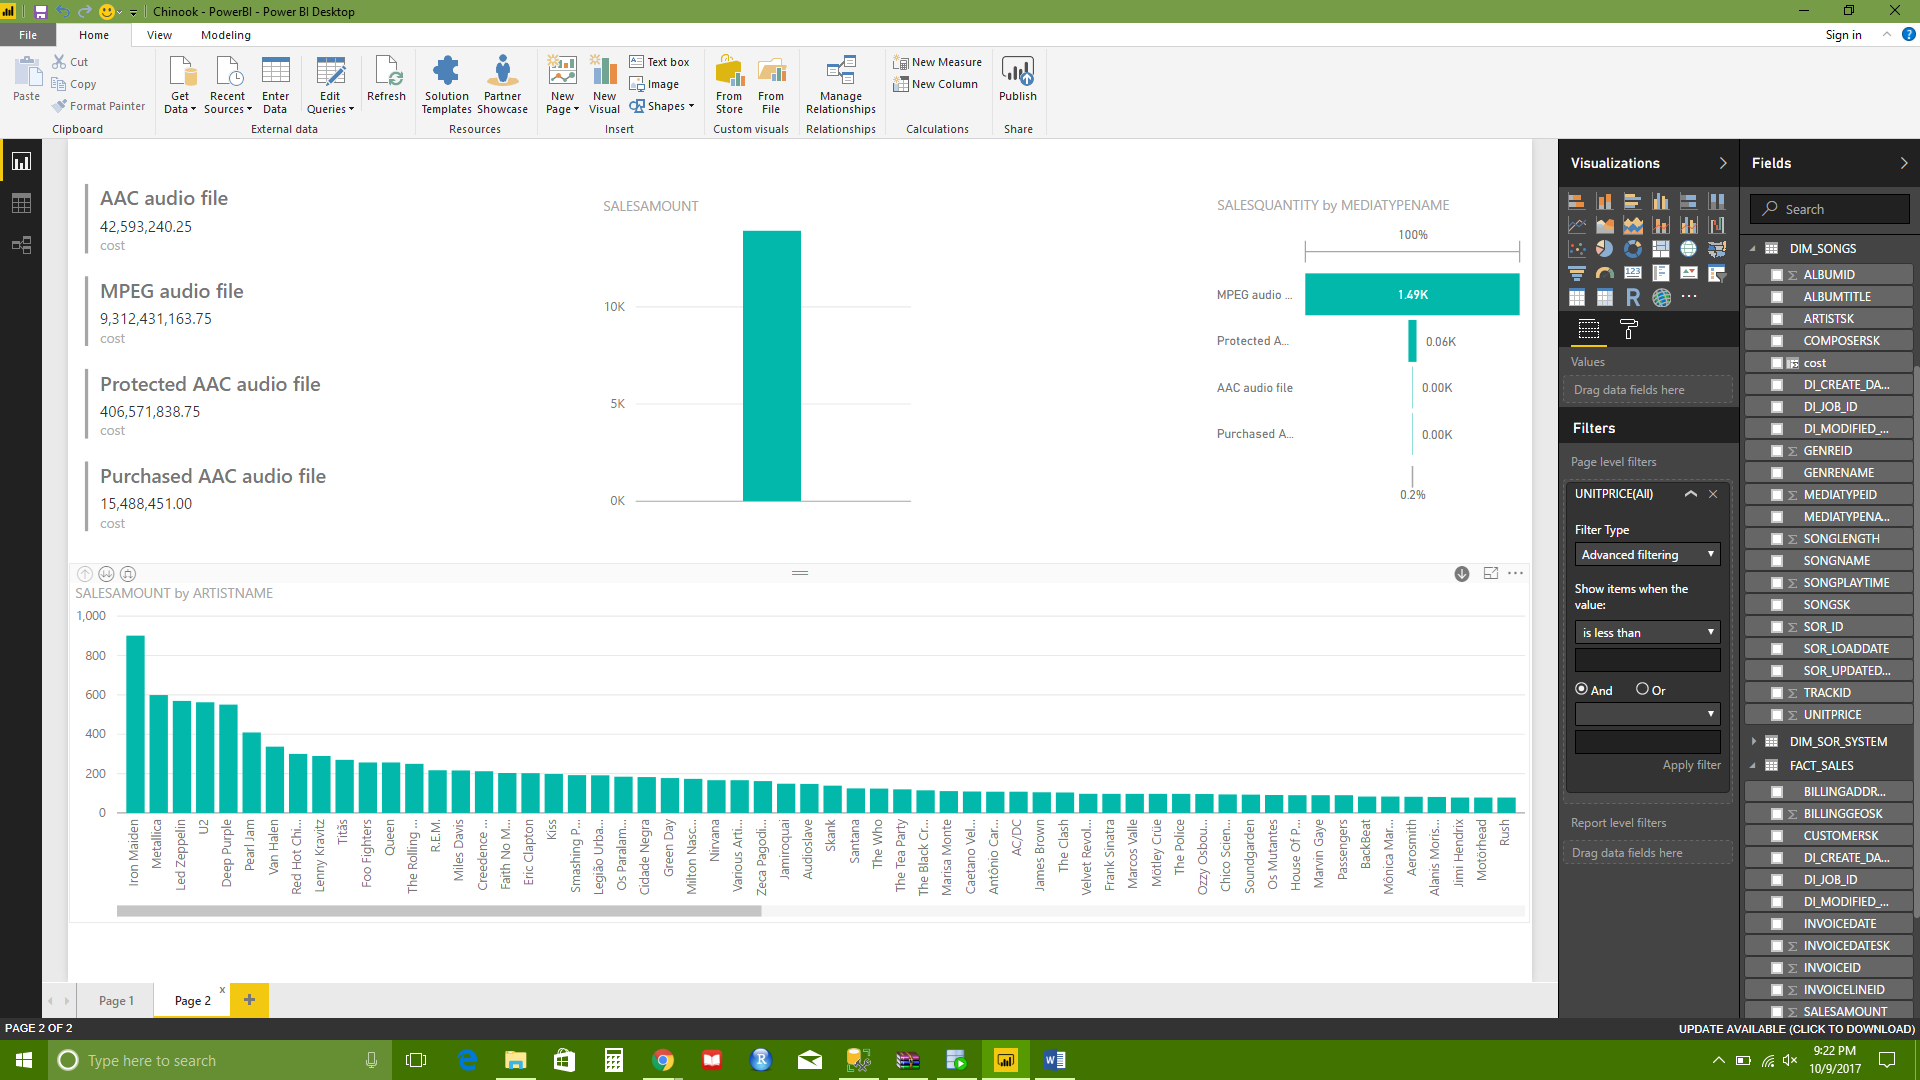 Chinook - PowerBI - Power BI Desktop
File
Home
View
Modeling
Sign in
Paste
Cut
Copy
Format Painter
Clipboard
Get Data
Recent Sources
Enter Data
Edit Queries
Refresh
External data
Solution Templates
Partner Showcase
Resources
New Page
New Visual
Text box
Image
Shapes
Insert
From Store
From File
Custom visuals
Manage Relationships
Relationships
New Measure
New Column
Calculations
Publish
Share
AAC audio file
42,593,240.25
cost
MPEG audio file
9,312,431,163.75
cost
Protected AAC audio file
406,571,838.75
cost
Purchased AAC audio file
15,488,451.00
cost
SALESAMOUNT
10K
5K
0K
SALESQUANTITY by MEDIATYPENAME
100%
MPEG audio ...
1.49K
Protected A...
0.06K
AAC audio file
0.00K
Purchased A...
0.00K
0.2%
SALESAMOUNT by ARTISTNAME
1,000
800
600
400
200
0
Iron Maiden
Metallica
Led Zeppelin
U2
Deep Purple
Pearl Jam
Van Halen
Red Hot Chi...
Lenny Kravitz
Titãs
Foo Fighters
Queen
The Rolling ...
R.E.M.
Miles Davis
Creedence ...
Faith No M...
Eric Clapton
Kiss
Smashing P...
Legião Urba...
Os Paralam...
Cidade Negra
Green Day
Milton Nasc...
Nirvana
Various Arti...
Zeca Pagodi...
Jamiroquai
Audioslave
Skank
Santana
The Who
The Tea Party
The Black Cr...
Marisa Monte
Caetano Vel...
Antônio Car...
AC/DC
James Brown
The Clash
Velvet Revol...
Frank Sinatra
Marcos Valle
Mötley Crüe
The Police
Ozzy Osbou...
Chico Scien...
Soundgarden
Os Mutantes
House Of P...
Marvin Gaye
Passengers
BackBeat
Mônica Mar...
Aerosmith
Alanis Moris...
Jimi Hendrix
Motörhead
Rush
Page 1
Page 2
PAGE 2 OF 2
Visualizations
Values
Drag data fields here
Filters
Page level filters
UNITPRICE(All)
Filter Type
Advanced filtering
Show items when the
value:
is less than
And
Or
Apply filter
Report level filters
Drag data fields here
Fields
Search
DIM_SONGS
ALBUMID
ALBUMTITLE
ARTISTSK
COMPOSERSK
cost
DI_CREATE_DA...
DI_JOB_ID
DI_MODIFIED_...
GENREID
GENRENAME
MEDIATYPEID
MEDIATYPENA...
SONGLENGTH
SONGNAME
SONGPLAYTIME
SONGSK
SOR_ID
SOR_LOADDATE
SOR_UPDATED...
TRACKID
UNITPRICE
DIM_SOR_SYSTEM
FACT_SALES
BILLINGADDR...
BILLINGGEOSK
CUSTOMERSK
DI_CREATE_DA...
DI_JOB_ID
DI_MODIFIED_...
INVOICEDATE
INVOICEDATESK
INVOICEID
INVOICELINEID
SALESAMOUNT
UPDATE AVAILABLE (CLICK TO DOWNLOAD)
Type here to search
9:22 PM
10/9/2017